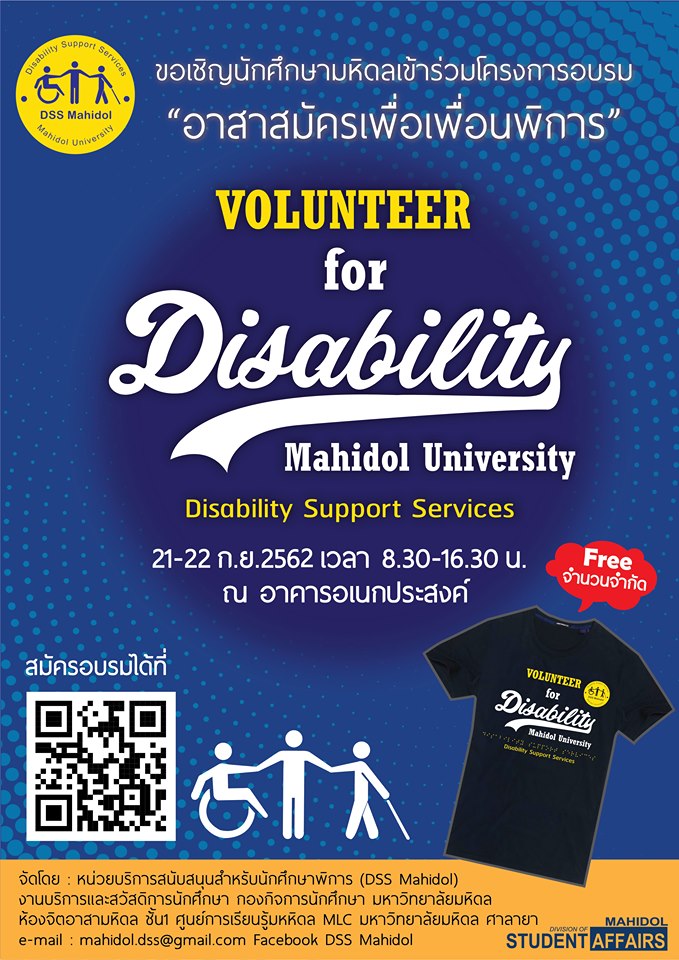 Disability Support Services
DSS Mahidol
Mahidol University
ขอเชิญนักศึกษามหิดลเข้าร่วมโครงการอบรม
“อาสาสมัครเพื่อเพื่อนพิการ”
VOLUNTEER
for
Disability
Mahidol University
Disability Support Services
21-22 ก.ย.2562 เวลา 8.30-16.30 น.
ณ อาคารอเนกประสงค์
Free
จำนวนจำกัด
สมัครอบรมได้ที่
VOLUNTEER
for
Disability
Mahidol University
Disability Support Services
จัดโดย : หน่วยบริการสนับสนุนสำหรับนักศึกษาพิการ (DSS Mahidol)
งานบริการและสวัสดิการนักศึกษา กองกิจการนักศึกษา มหาวิทยาลัยมหิดล
ห้องจิตอาสามหิดล ชั้น1 ศูนย์การเรียนรู้มหิดล MLC มหาวิทยาลัยมหิดล ศาลายา
e-mail : mahidol.dss@gmail.com Facebook DSS Mahidol
DIVISION OF MAHIDOL
STUDENT AFFAIRS